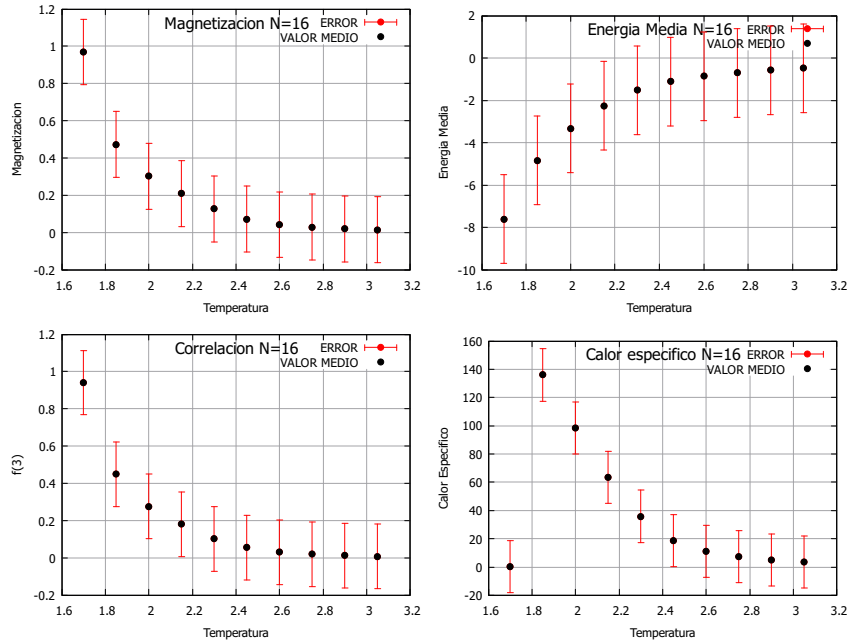 Magnetizacion N=16 ERROR
VALOR MEDIO
1.2
1
0.8
0.6
0.4
0.2
0
-0.2
Magnetizacion
1.6 1.8 2 2.2 2.4 2.6 2.8 3 3.2
Temperatura
Energia Media N=16 ERROR
VALOR MEDIO
2
0
-2
-4
-6
-8
-10
Energia Media
1.6 1.8 2 2.2 2.4 2.6 2.8 3 3.2
Temperatura
Correlacion N=16 ERROR
VALOR MEDIO
1.2
1
0.8
0.6
0.4
0.2
0
-0.2
f(3)
1.6 1.8 2 2.2 2.4 2.6 2.8 3 3.2
Temperatura
Calor especifico N=16 ERROR
VALOR MEDIO
160
140
120
100
80
60
40
20
0
-20
Calor Especifico
1.6 1.8 2 2.2 2.4 2.6 2.8 3 3.2
Temperatura